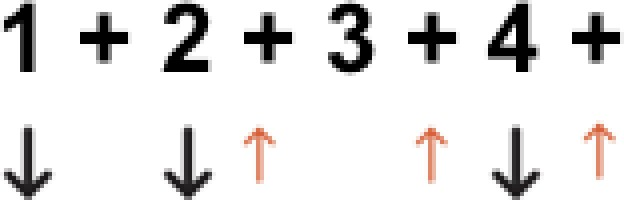 1 + 2 + 3 + 4 +
↓ ↓ ↑ ↑ ↓ ↑